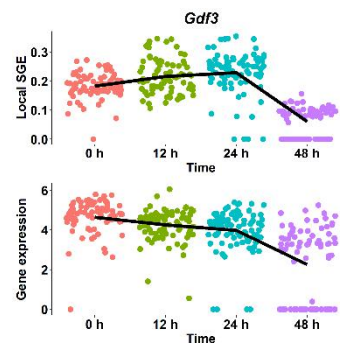 Gdf3
Local SGE
0.3
0.2
0.1
0.0
0 h 12 h 24 h 48 h
Time
Gene expression
6
4
2
0
0 h 12 h 24 h 48 h
Time